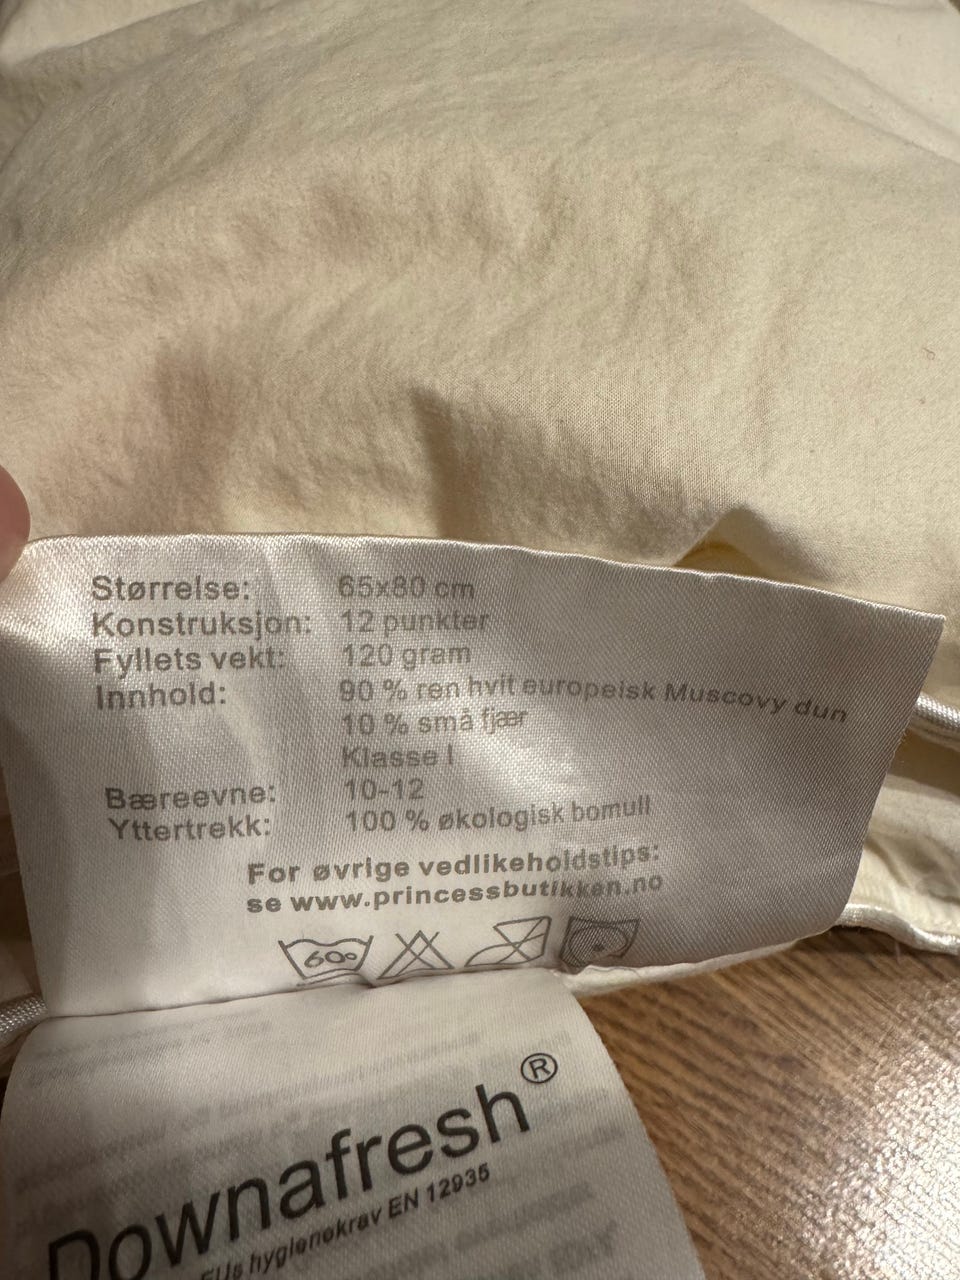 Størrelse: 65x80 cm
Konstruksjon: 12 punkter
Fyllets vekt: 120 gram
Innhold: 90 % ren hvit europeisk Muscovy dun
10 % små fjær
Klasse I
Bæreevne: 10-12
Yttertrekk: 100 % økologisk bomull
For øvrige vedlikeholdstips:
se www.princessbutikken.no
60°
Downafresh®
EUs hygienekrav EN 12935